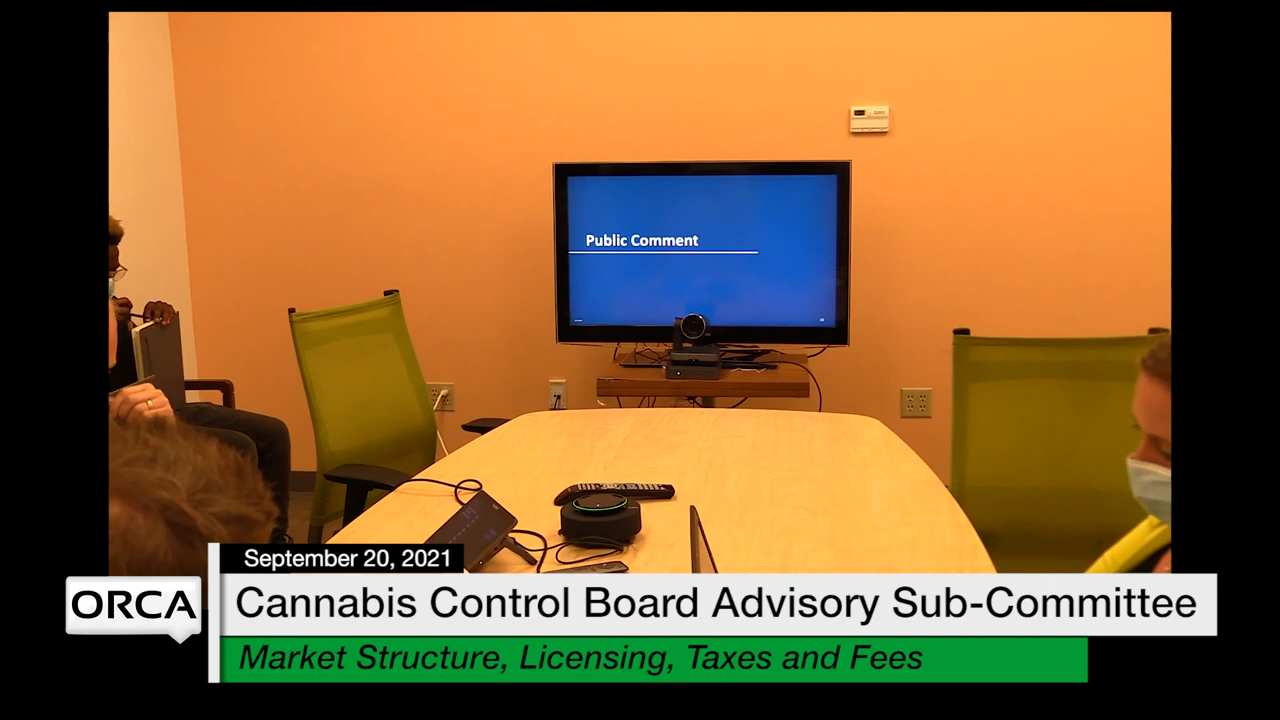 Public Comment
September 20, 2021
ORCA
Cannabis Control Board Advisory Sub-Committee
Market Structure, Licensing, Taxes and Fees